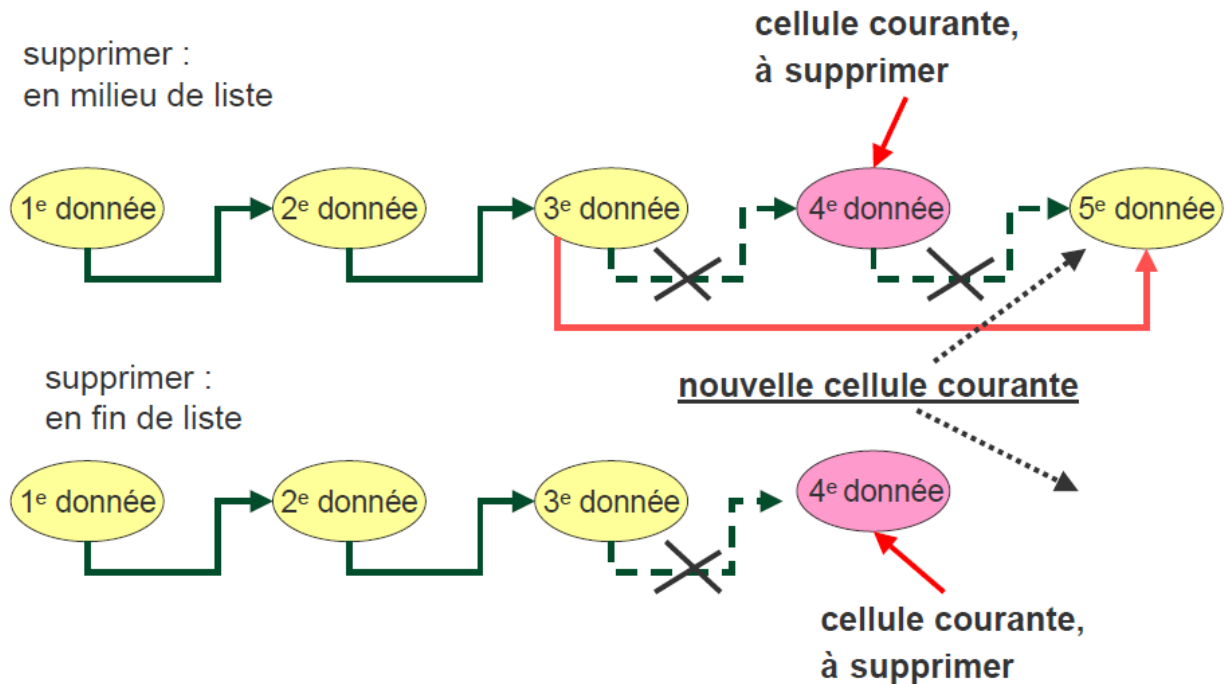 supprimer :
en milieu de liste
cellule courante,
à supprimer
1e donnée
2e donnée
3e donnée
4e donnée
5e donnée
supprimer :
en fin de liste
nouvelle cellule courante
1e donnée
2e donnée
3e donnée
4e donnée
cellule courante,
à supprimer